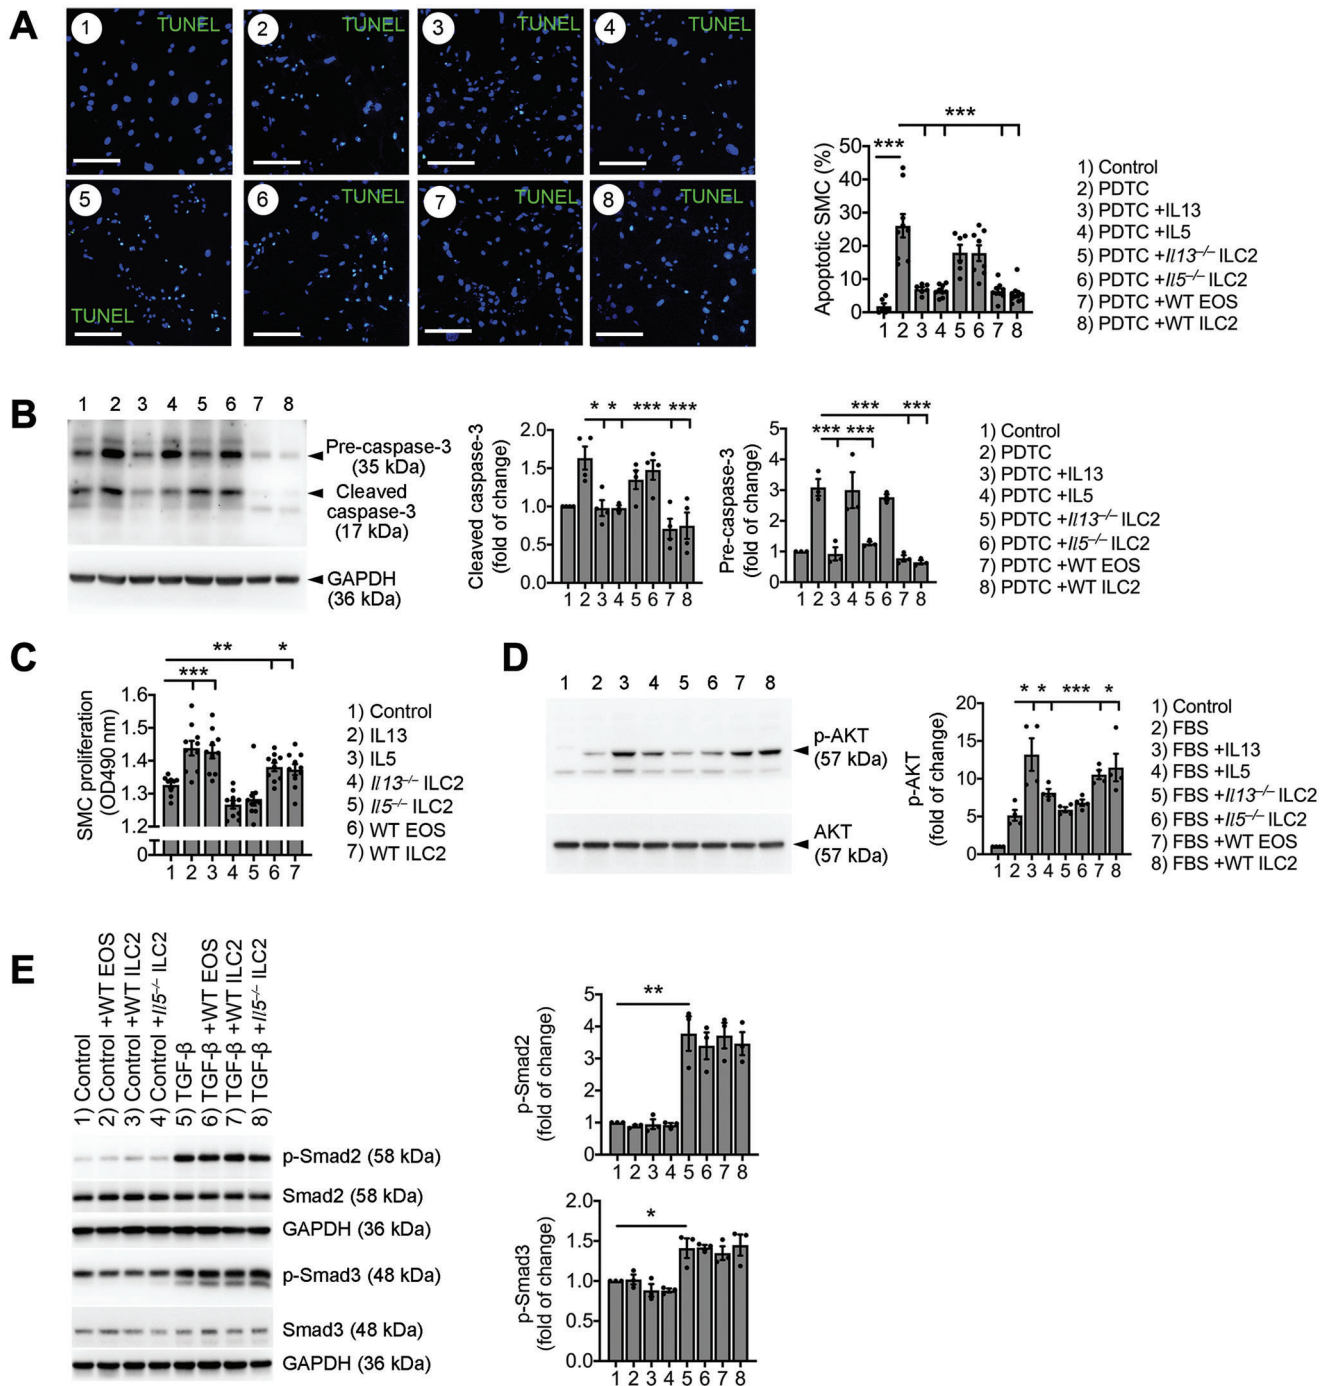 A
1 TUNEL
2 TUNEL
3 TUNEL
4 TUNEL
5 TUNEL
6 TUNEL
7 TUNEL
8 TUNEL
***
***
Apoptotic SMC (%)
50
40
30
20
10
0
1 2 3 4 5 6 7 8
1) Control
2) PDTC
3) PDTC +IL13
4) PDTC +IL5
5) PDTC +Il13–/– ILC2
6) PDTC +Il5–/– ILC2
7) PDTC +WT EOS
8) PDTC +WT ILC2
B
1 2 3 4 5 6 7 8
Pre-caspase-3
(35 kDa)
Cleaved
caspase-3
(17 kDa)
GAPDH
(36 kDa)
Cleaved caspase-3
(fold of change)
* * *** ***
2.0
1.5
1.0
0.5
0.0
1 2 3 4 5 6 7 8
Pre-caspase-3
(fold of change)
*** ***
*** ***
5
4
3
2
1
0
1 2 3 4 5 6 7 8
1) Control
2) PDTC
3) PDTC +IL13
4) PDTC +IL5
5) PDTC +Il13–/– ILC2
6) PDTC +Il5–/– ILC2
7) PDTC +WT EOS
8) PDTC +WT ILC2
C
** *
***
SMC proliferation
(OD490 nm)
1.6
1.5
1.4
1.3
1.2
0
1 2 3 4 5 6 7
1) Control
2) IL13
3) IL5
4) Il13–/– ILC2
5) Il5–/– ILC2
6) WT EOS
7) WT ILC2
D
1 2 3 4 5 6 7 8
p-AKT
(57 kDa)
AKT
(57 kDa)
p-AKT
(fold of change)
* * *** *
20
15
10
5
0
1 2 3 4 5 6 7 8
1) Control
2) FBS
3) FBS +IL13
4) FBS +IL5
5) FBS +Il13–/– ILC2
6) FBS +Il5–/– ILC2
7) FBS +WT EOS
8) FBS +WT ILC2
E
1) Control
2) Control +WT EOS
3) Control +WT ILC2
4) Control +Il5–/– ILC2
5) TGF-β
6) TGF-β +WT EOS
7) TGF-β +WT ILC2
8) TGF-β +Il5–/– ILC2
p-Smad2 (58 kDa)
Smad2 (58 kDa)
GAPDH (36 kDa)
p-Smad3 (48 kDa)
Smad3 (48 kDa)
GAPDH (36 kDa)
p-Smad2
(fold of change)
**
5
4
3
2
1
0
1 2 3 4 5 6 7 8
p-Smad3
(fold of change)
*
2.0
1.5
1.0
0.5
0.0
1 2 3 4 5 6 7 8